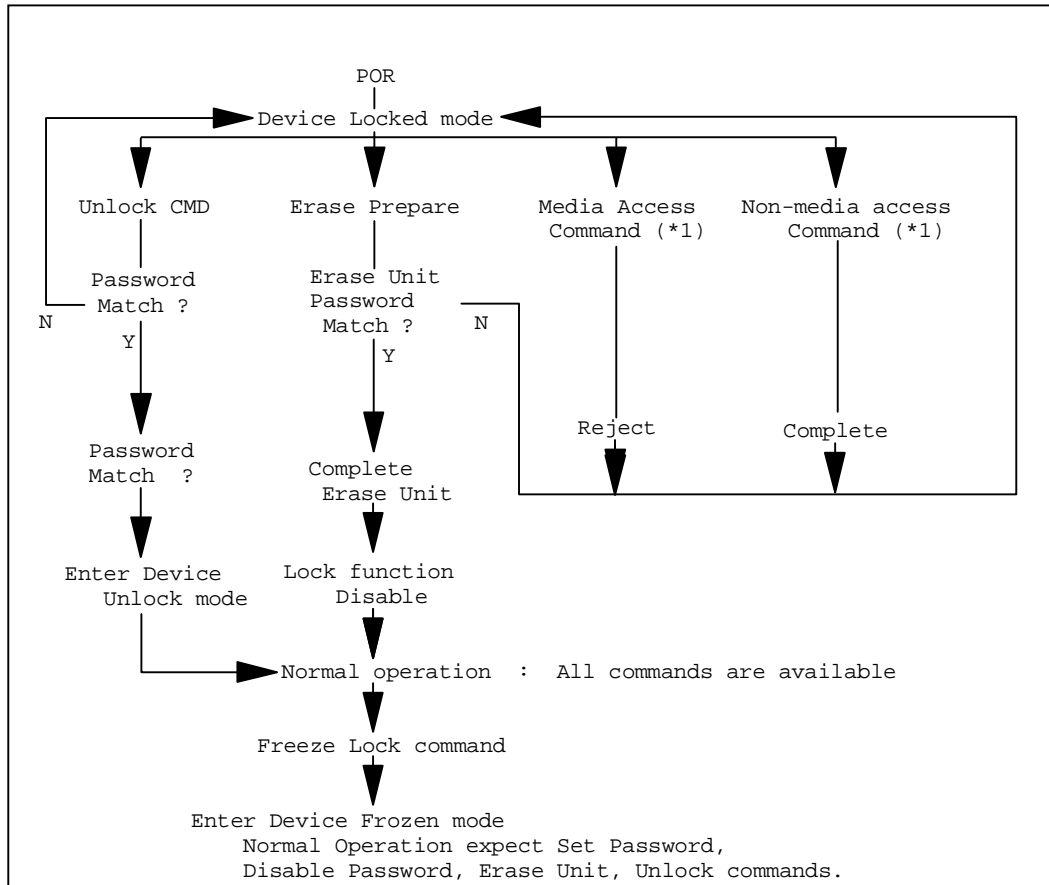 POR
Device Locked mode
Unlock CMD
Erase Prepare
Media Access
Command (*1)
Non-media access
Command (*1)
Password
Match ?
N
Y
Erase Unit
Password
Match ?
N
Y
Reject
Complete
Password
Match ?
Complete
Erase Unit
Enter Device
Unlock mode
Lock function
Disable
Normal operation : All commands are available
Freeze Lock command
Enter Device Frozen mode
Normal Operation expect Set Password,
Disable Password, Erase Unit, Unlock commands.